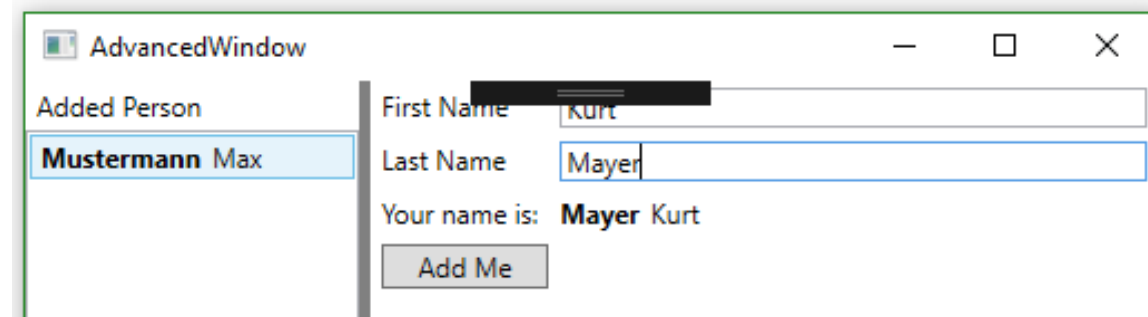 AdvancedWindow
Added Person
Mustermann Max
First Name Kurt
Last Name Mayer
Your name is: Mayer Kurt
Add Me